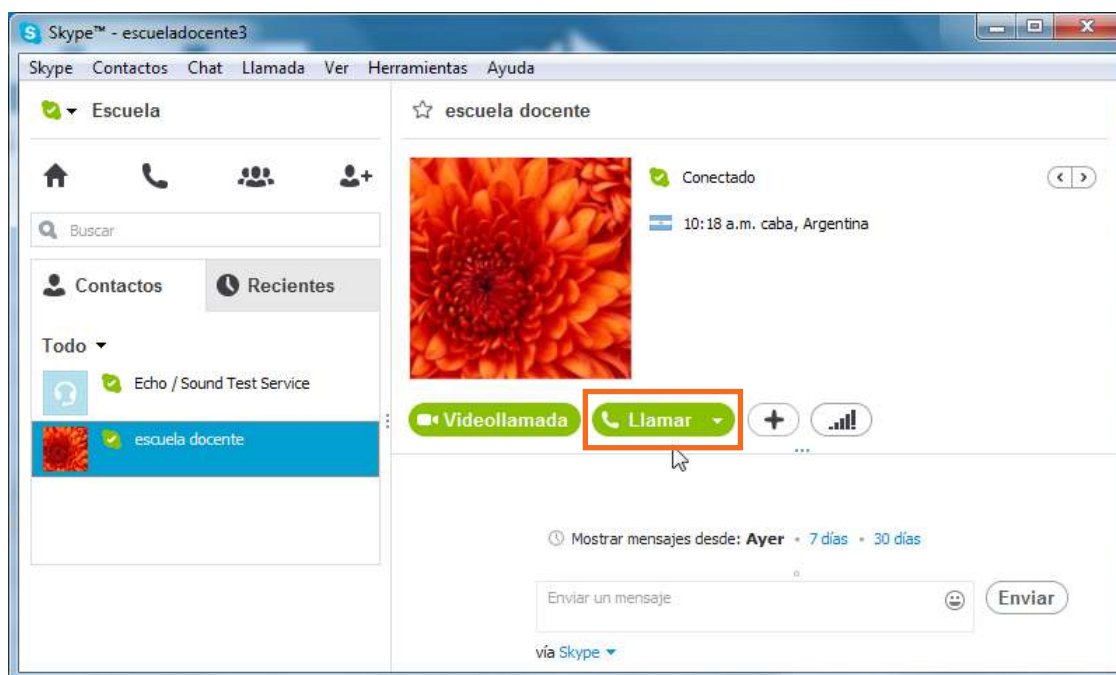 Skype™ - escueladocente3
Skype Contactos Chat Llamada Ver Herramientas Ayuda
Escuela
Buscar
Contactos Recientes
Todo
Echo / Sound Test Service
escuela docente
escuela docente
Conectado
10:18 a.m. caba, Argentina
Videollamada Llamar
Mostrar mensajes desde: Ayer • 7 días • 30 días
Enviar un mensaje
Enviar
vía Skype